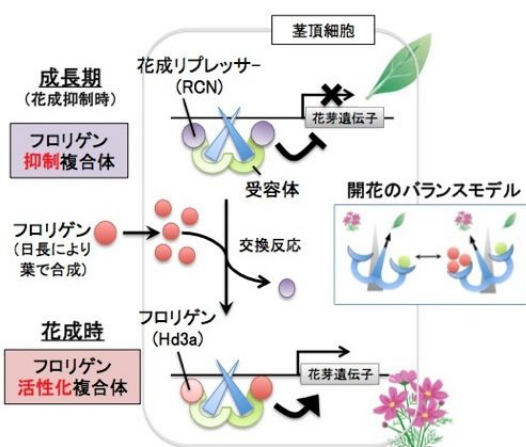 茎頂細胞
成長期
(花成抑制時)
花成リプレッサー
(RCN)
花芽遺伝子
フロリゲン
抑制複合体
受容体
開花のバランスモデル
フロリゲン
(日長により
葉で合成)
交換反応
花成時
フロリゲン
(Hd3a)
フロリゲン
活性化複合体
花芽遺伝子